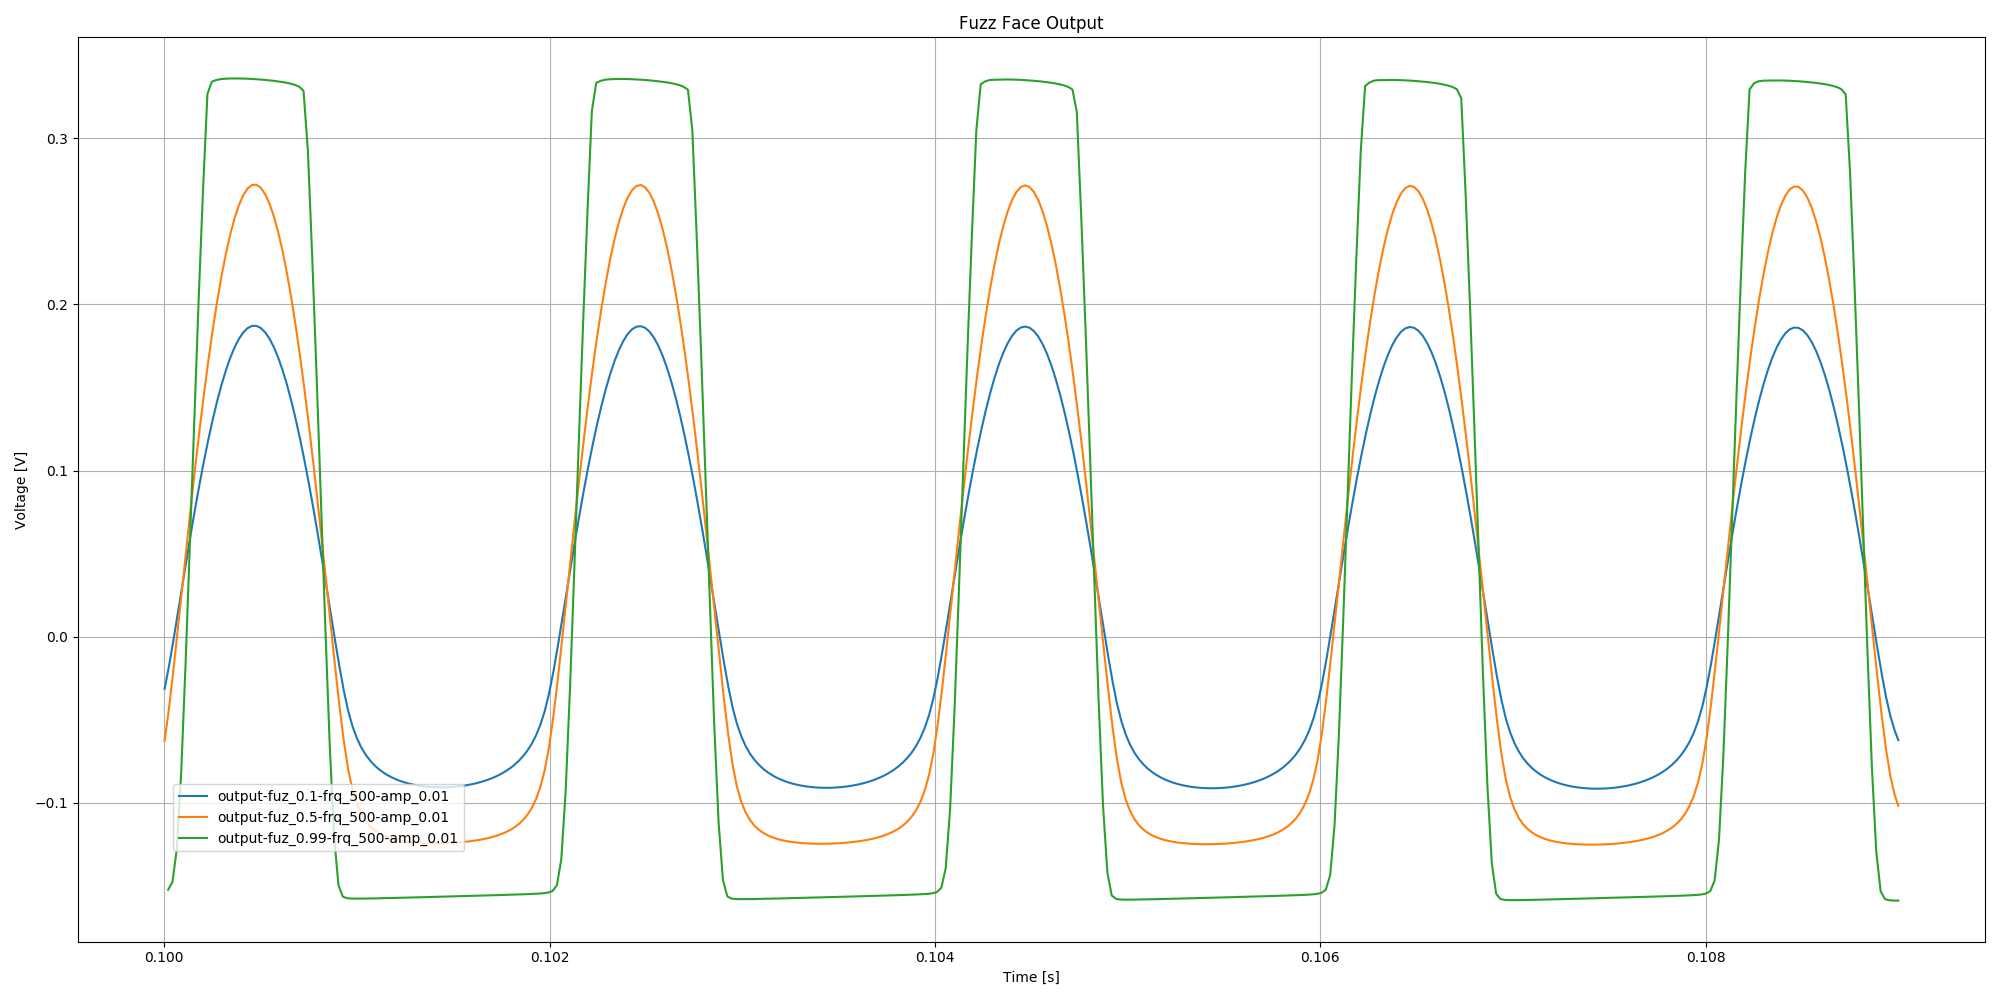 Fuzz Face Output
Voltage [V]
0.3
0.2
0.1
0.0
−0.1
output-fuz_0.1-frq_500-amp_0.01
output-fuz_0.5-frq_500-amp_0.01
output-fuz_0.99-frq_500-amp_0.01
0.100 0.102 0.104 0.106 0.108
Time [s]